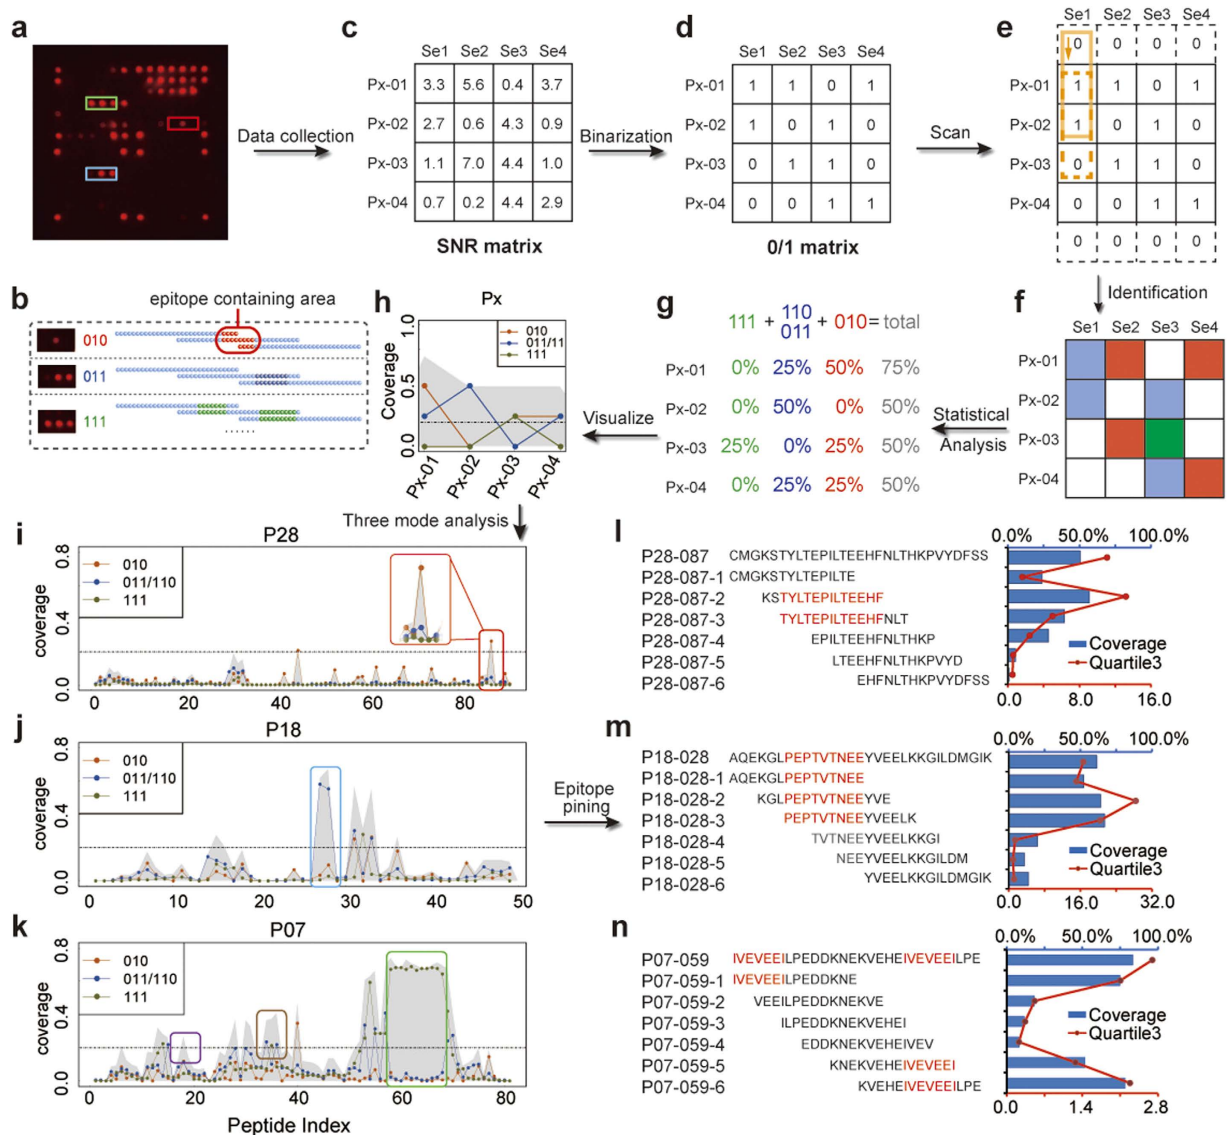 a
c
Se1 Se2 Se3 Se4
Px-01 3.3 5.6 0.4 3.7
Px-02 2.7 0.6 4.3 0.9
Px-03 1.1 7.0 4.4 1.0
Px-04 0.7 0.2 4.4 2.9
SNR matrix
Data collection
Binarization
d
Se1 Se2 Se3 Se4
Px-01 1 1 0 1
Px-02 1 0 1 0
Px-03 0 1 1 0
Px-04 0 0 1 1
0/1 matrix
Scan
e
Se1 Se2 Se3 Se4
0 0 0 0
Px-01 1 1 0 1
Px-02 1 0 1 0
Px-03 0 1 1 0
Px-04 0 0 1 1
0 0 0 0
Identification
b
epitope containing area
010
011
111
......
h
Px
Coverage
1.0
0.5
0.0
010
011/11
111
Px-01 Px-02 Px-03 Px-04
Visualize
g
111 + 110 011 + 010 = total
Px-01 0% 25% 50% 75%
Px-02 0% 50% 0% 50%
Px-03 25% 0% 25% 50%
Px-04 0% 25% 25% 50%
Statistical
Analysis
f
Se1 Se2 Se3 Se4
Px-01
Px-02
Px-03
Px-04
Three mode analysis
i
P28
coverage
0.8
0.4
0.0
010
011/110
111
0 20 40 60 80
j
P18
coverage
0.8
0.4
0.0
010
011/110
111
0 10 20 30 40 50
Epitope
pining
k
P07
coverage
0.8
0.4
0.0
010
011/110
111
0 20 40 60 80
Peptide Index
l
0.0% 50.0% 100.0%
P28-087 CMGKSTYLTEPILTEEHFNLTHKPVYDFSS
P28-087-1 CMGKSTYLTEPILTE
P28-087-2 KSTYLTEPILTEEHF
P28-087-3 TYLTEPILTEEHFNLT
P28-087-4 EPILTEEHFNLTHKP
P28-087-5 LTEEHFNLTHKPVYD
P28-087-6 EHFNLTHKPVYDFSS
Coverage
Quartile3
0.0 8.0 16.0
m
0.0% 50.0% 100.0%
P18-028 AQEKGLPEPTVTNEEYVEELKKGILDMGIK
P18-028-1 AQEKGLPEPTVTNEE
P18-028-2 KGLPEPTVTNEEYVE
P18-028-3 PEPTVTNEEYVEELK
P18-028-4 TVTNEEYVEELKKGI
P18-028-5 NEEYVEELKKGILDM
P18-028-6 YVEELKKGILDMGIK
Coverage
Quartile3
0.0 16.0 32.0
n
0.0% 50.0% 100.0%
P07-059 IVEVEEILPEDDKNEKVEHEIVEVEEILPE
P07-059-1 IVEVEEILPEDDKNE
P07-059-2 VEEILPEDDKNEKVE
P07-059-3 ILPEDDKNEKVEHEI
P07-059-4 EDDKNEKVEHEIVEV
P07-059-5 KNEKVEHEIVEVEEI
P07-059-6 KVEHEIVEVEEILPE
Coverage
Quartile3
0.0 1.4 2.8